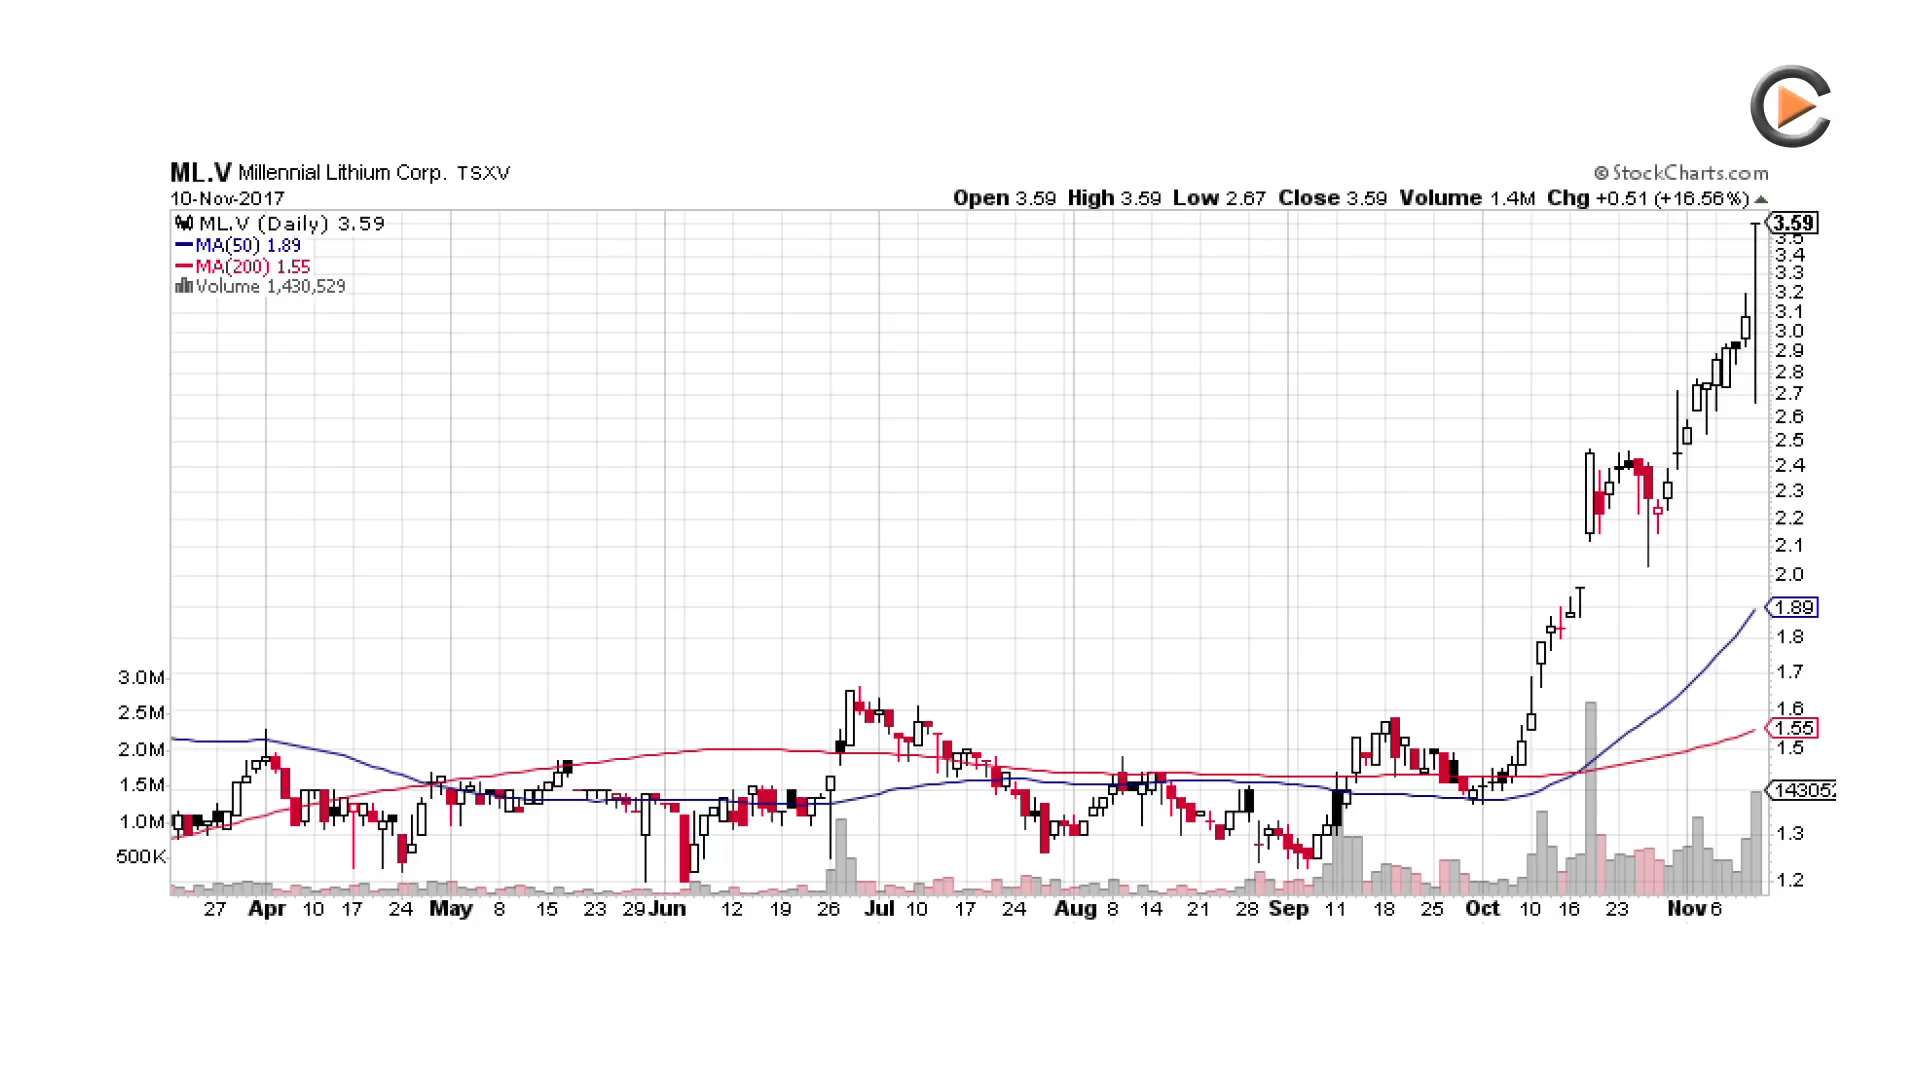 ML.V Millennial Lithium Corp. TSXV
© StockCharts.com
10-Nov-2017
Open 3.59 High 3.59 Low 2.67 Close 3.59 Volume 1.4M Chg +0.51 (+16.56%)
ML.V (Daily) 3.59
MA(50) 1.89
MA(200) 1.55
Volume 1,430,529
3.59
3.5
3.4
3.3
3.2
3.1
3.0
2.9
2.8
2.7
2.6
2.5
2.4
2.3
2.2
2.1
2.0
1.89
1.8
1.7
1.6
1.55
1.5
143052
1.3
1.2
3.0M
2.5M
2.0M
1.5M
1.0M
500K
27 Apr 10 17 24 May 8 15 23 29 Jun 12 19 26 Jul 10 17 24 Aug 8 14 21 28 Sep 11 18 25 Oct 10 16 23 Nov 6